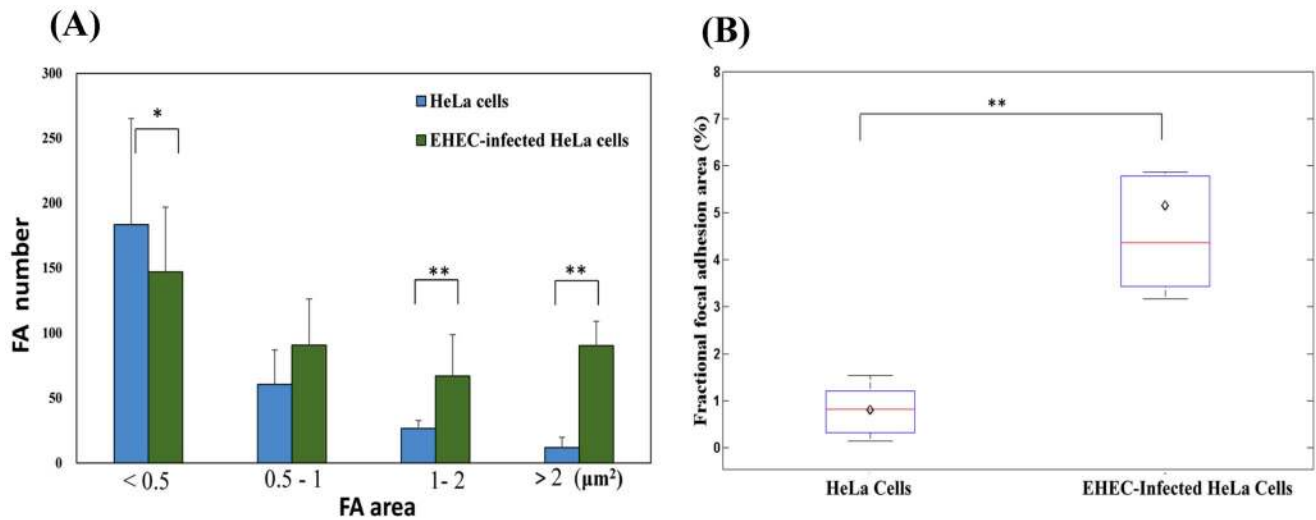 (A)
300
250
200
150
100
50
0
FA number
*
**
**
HeLa cells
EHEC-infected HeLa cells
< 0.5
0.5 - 1
1- 2
> 2 (μm²)
FA area
(B)
8
7
6
5
4
3
2
1
0
Fractional focal adhesion area (%)
**
HeLa Cells
EHEC-Infected HeLa Cells